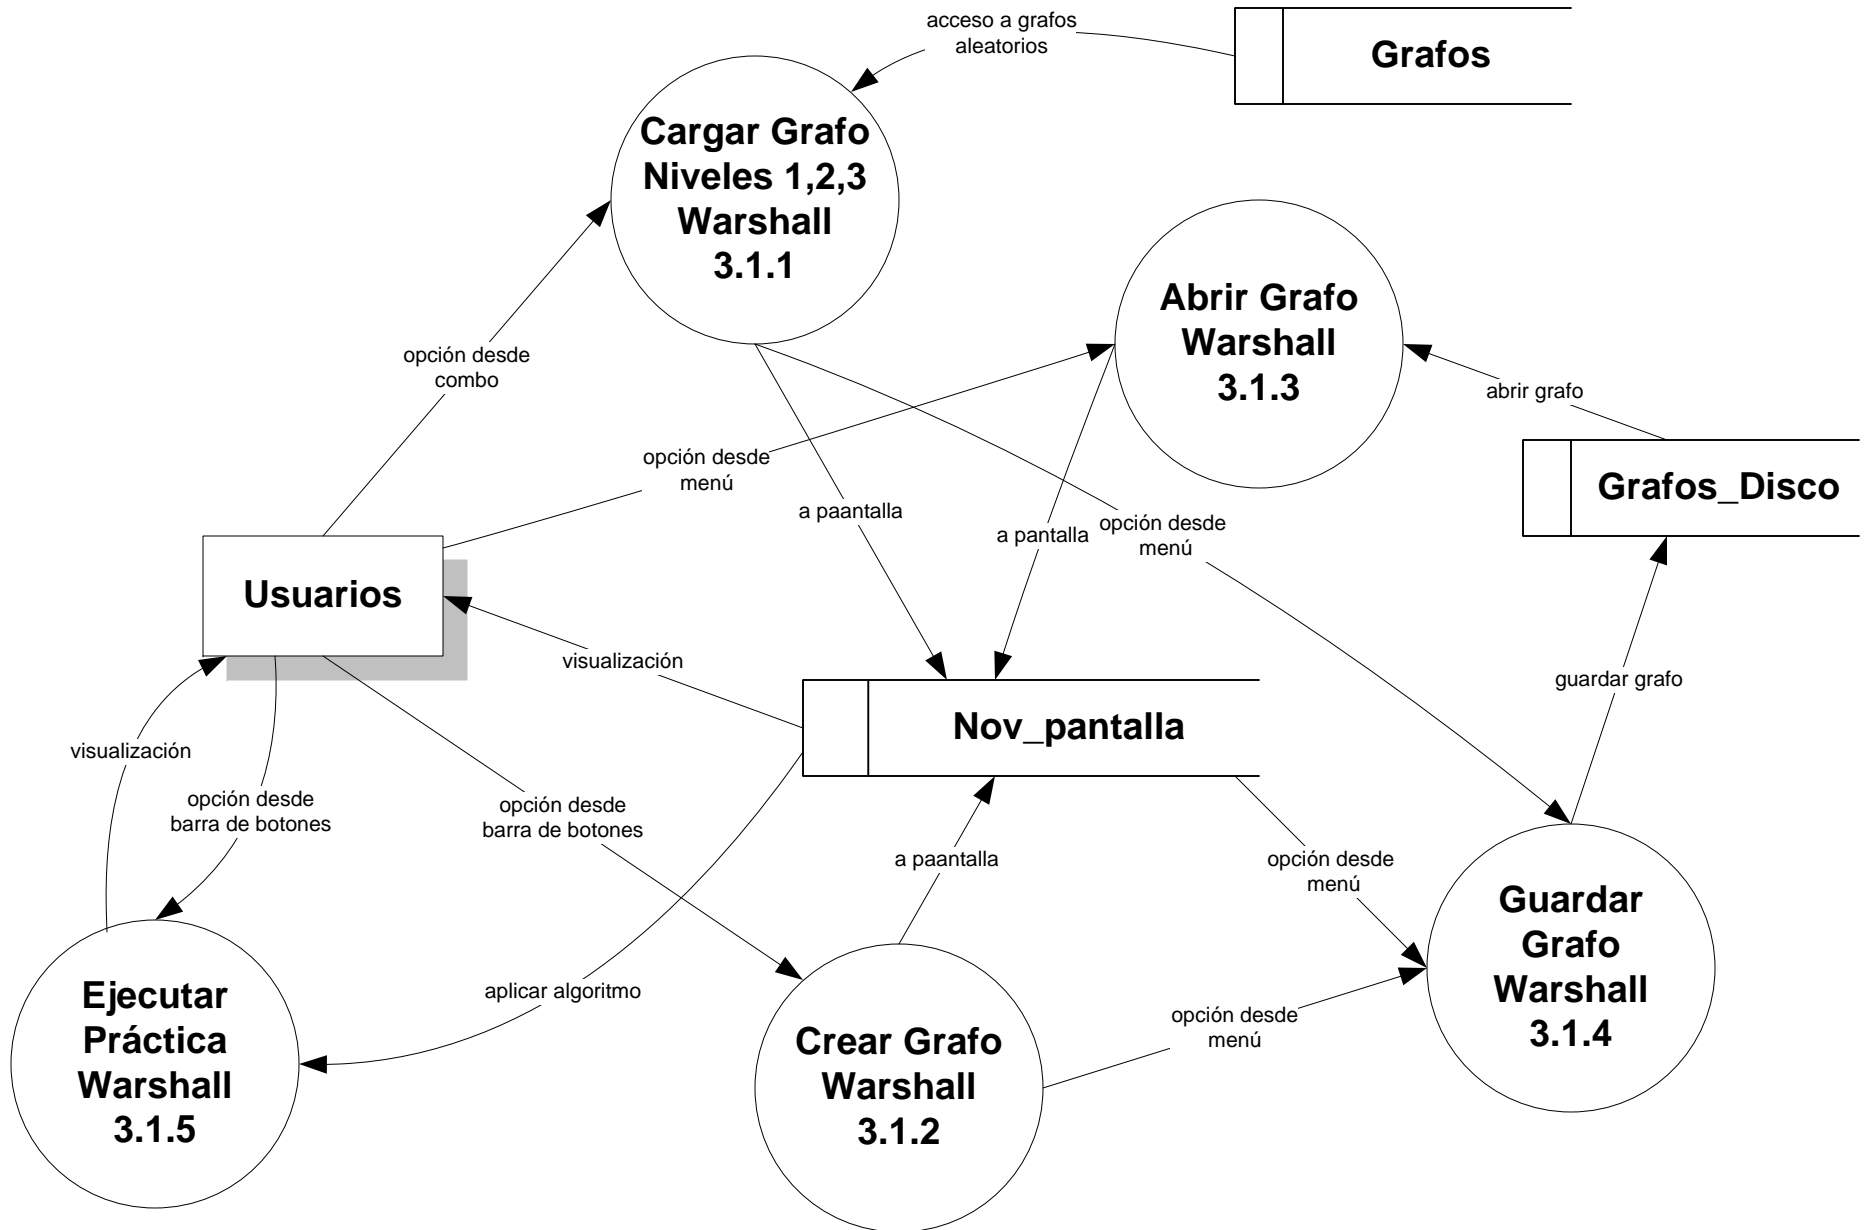 acceso a grafos
aleatorios
Grafos
Cargar Grafo
Niveles 1,2,3
Warshall
3.1.1
Abrir Grafo
Warshall
3.1.3
opción desde
combo
abrir grafo
opción desde
menú
Grafos_Disco
a paantalla
a pantalla
opción desde
menú
Usuarios
visualización
guardar grafo
Nov_pantalla
visualización
opción desde
barra de botones
opción desde
barra de botones
a paantalla
opción desde
menú
Guardar
Grafo
Warshall
3.1.4
Ejecutar
Práctica
Warshall
3.1.5
aplicar algoritmo
Crear Grafo
Warshall
3.1.2
opción desde
menú